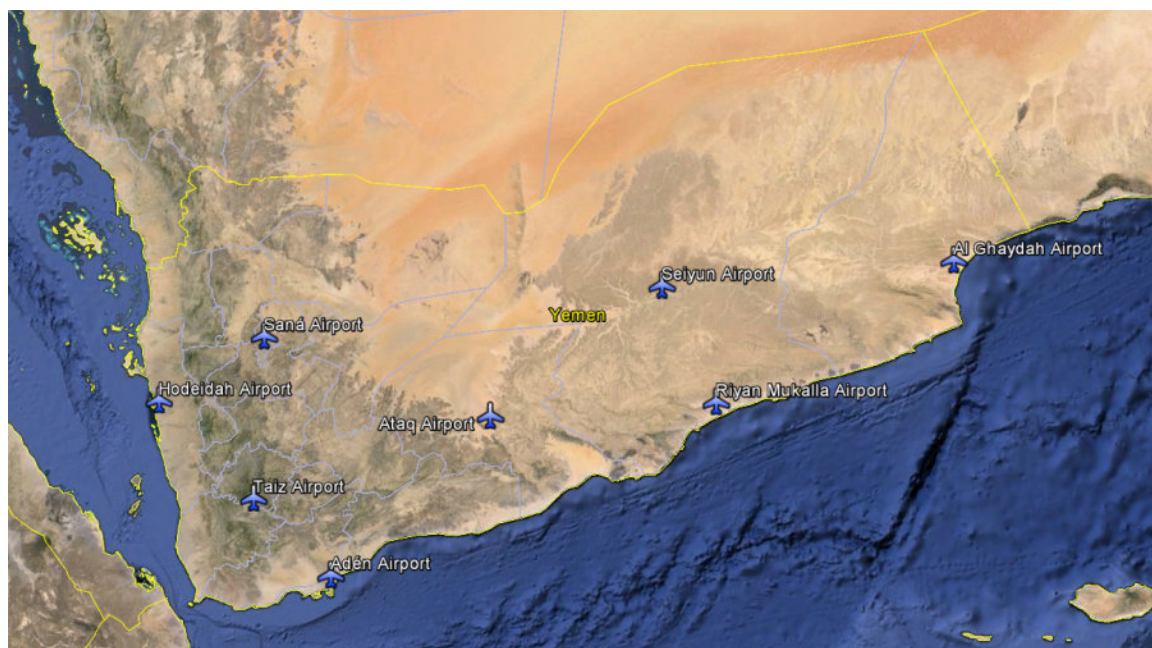 Al Ghaydah Airport
Seiyun Airport
Yemen
Saná Airport
Hodeidah Airport
Riyan Mukalla Airport
Ataq Airport
Taiz Airport
Adén Airport